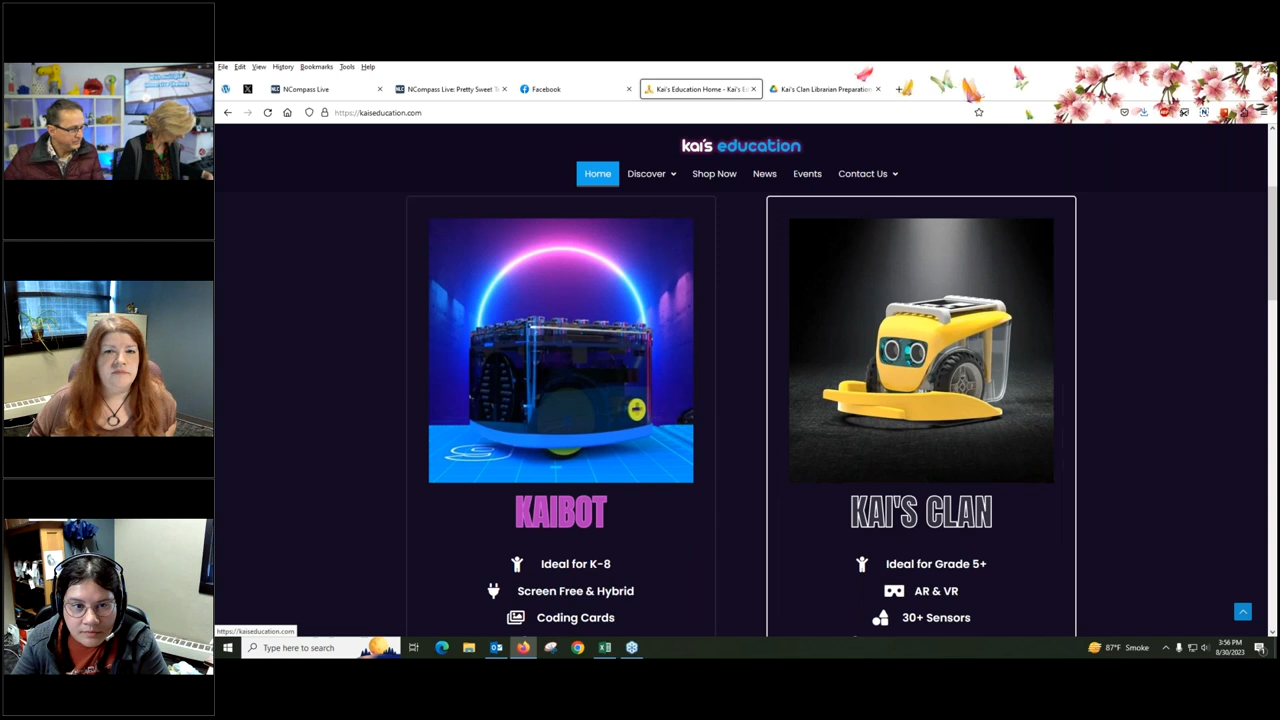 File Edit View History Bookmarks Tools Help
NCompass Live
NCompass Live: Pretty Sweet T
Facebook
Kai's Education Home - Kai's E
Kai's Clan Librarian Preparation
https://kaiseducation.com
kai's education
Home Discover Shop Now News Events Contact Us
KAIBOT
Ideal for K-8
Screen Free & Hybrid
Coding Cards
KAI'S CLAN
Ideal for Grade 5+
AR & VR
30+ Sensors
https://kaiseducation.com
Type here to search
87°F Smoke
3:56 PM
8/30/2023